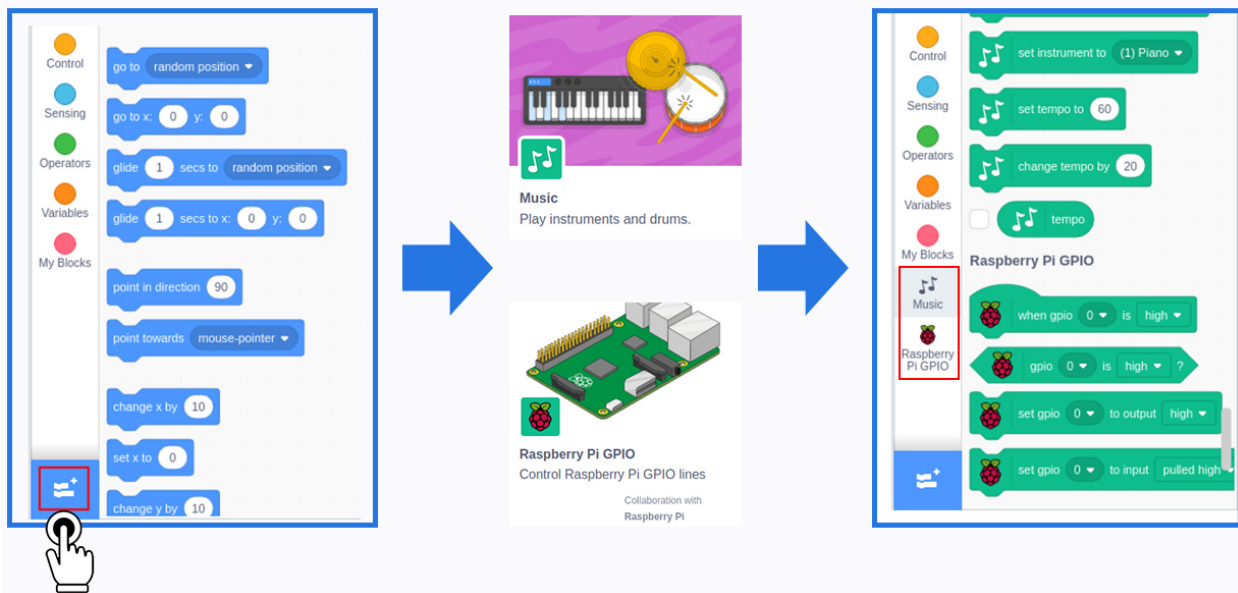 Control
Sensing
Operators
Variables
My Blocks
go to random position
go to x: 0 y: 0
glide 1 secs to random position
glide 1 secs to x: 0 y: 0
point in direction 90
point towards mouse-pointer
change x by 10
set x to 0
change y by 10
Music
Play instruments and drums.
Raspberry Pi GPIO
Control Raspberry Pi GPIO lines
Collaboration with
Raspberry Pi
Control
Sensing
Operators
Variables
My Blocks
Music
Raspberry
Pi GPIO
set instrument to (1) Piano
set tempo to 60
change tempo by 20
tempo
Raspberry Pi GPIO
when gpio 0 is high
gpio 0 is high ?
set gpio 0 to output high
set gpio 0 to input pulled high